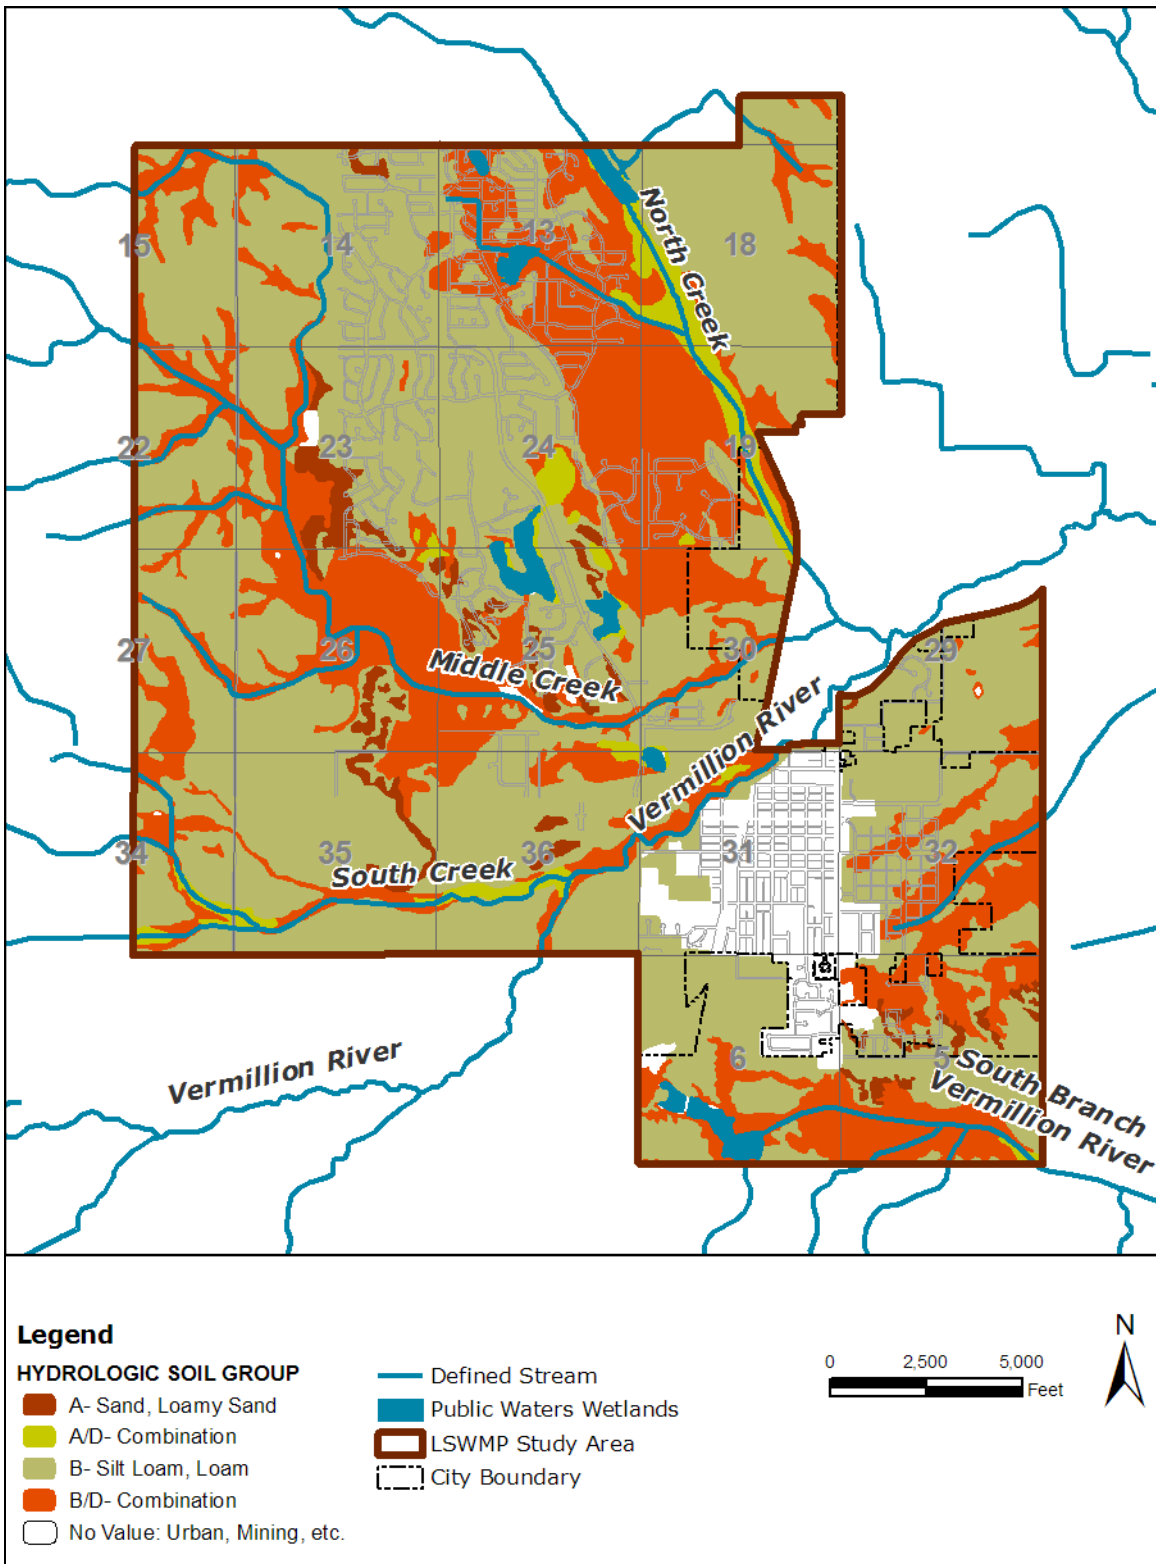 15
14
13
18
North Creek
22
23
24
19
27
26
25
30
29
Middle Creek
Vermillion River
34
35
36
31
32
South Creek
6
5
Vermillion River
South Branch
Vermillion River
Legend
HYDROLOGIC SOIL GROUP
A- Sand, Loamy Sand
A/D- Combination
B- Silt Loam, Loam
B/D- Combination
No Value: Urban, Mining, etc.
Defined Stream
Public Waters Wetlands
LSWMP Study Area
City Boundary
0 2,500 5,000
Feet
N